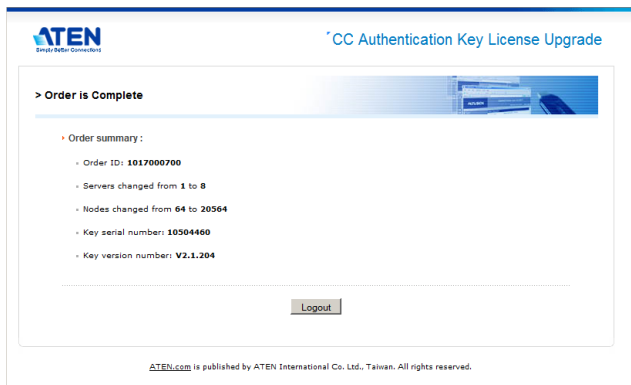 ATEN
Simply Better Connections
CC Authentication Key License Upgrade
> Order is Complete
Order summary :
Order ID: 1017000700
Servers changed from 1 to 8
Nodes changed from 64 to 20564
Key serial number: 10504460
Key version number: V2.1.204
Logout
ATEN.com is published by ATEN International Co. Ltd., Taiwan. All rights reserved.